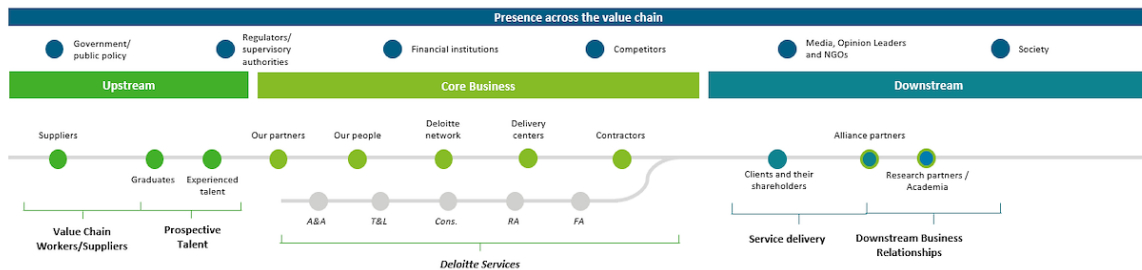 Presence across the value chain
Government/
public policy
Regulators/
supervisory
authorities
Financial institutions
Competitors
Media, Opinion Leaders
and NGOs
Society
Upstream
Core Business
Downstream
Suppliers
Graduates
Experienced
talent
Our partners
Our people
Deloitte
network
Delivery
centers
Contractors
Clients and their
shareholders
Alliance partners
Research partners /
Academia
A&A
T&L
Cons.
RA
FA
Value Chain
Workers/Suppliers
Prospective
Talent
Deloitte Services
Service delivery
Downstream Business
Relationships